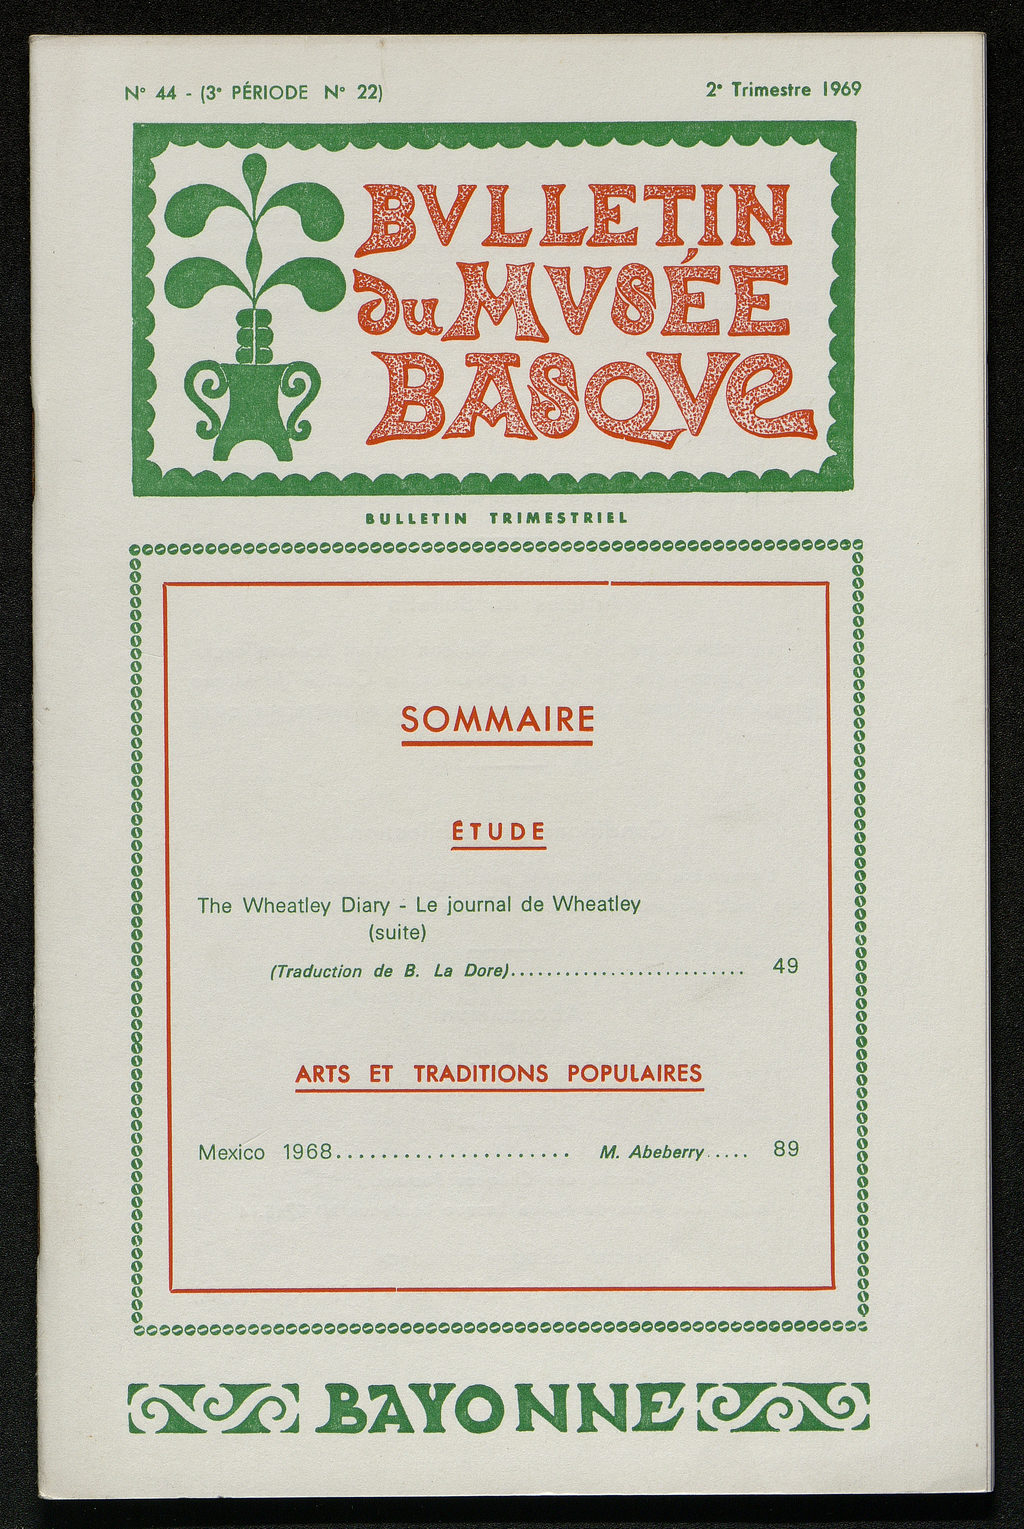 N° 44 - (3e PÉRIODE N° 22)
2e Trimestre 1969
BVLLETIN
du MVSÉE
BASQVe
BULLETIN TRIMESTRIEL
SOMMAIRE
ÉTUDE
The Wheatley Diary - Le journal de Wheatley
(suite)
(Traduction de B. La Dore).......................... 49
ARTS ET TRADITIONS POPULAIRES
Mexico 1968..................... M. Abeberry..... 89
BAYONNE